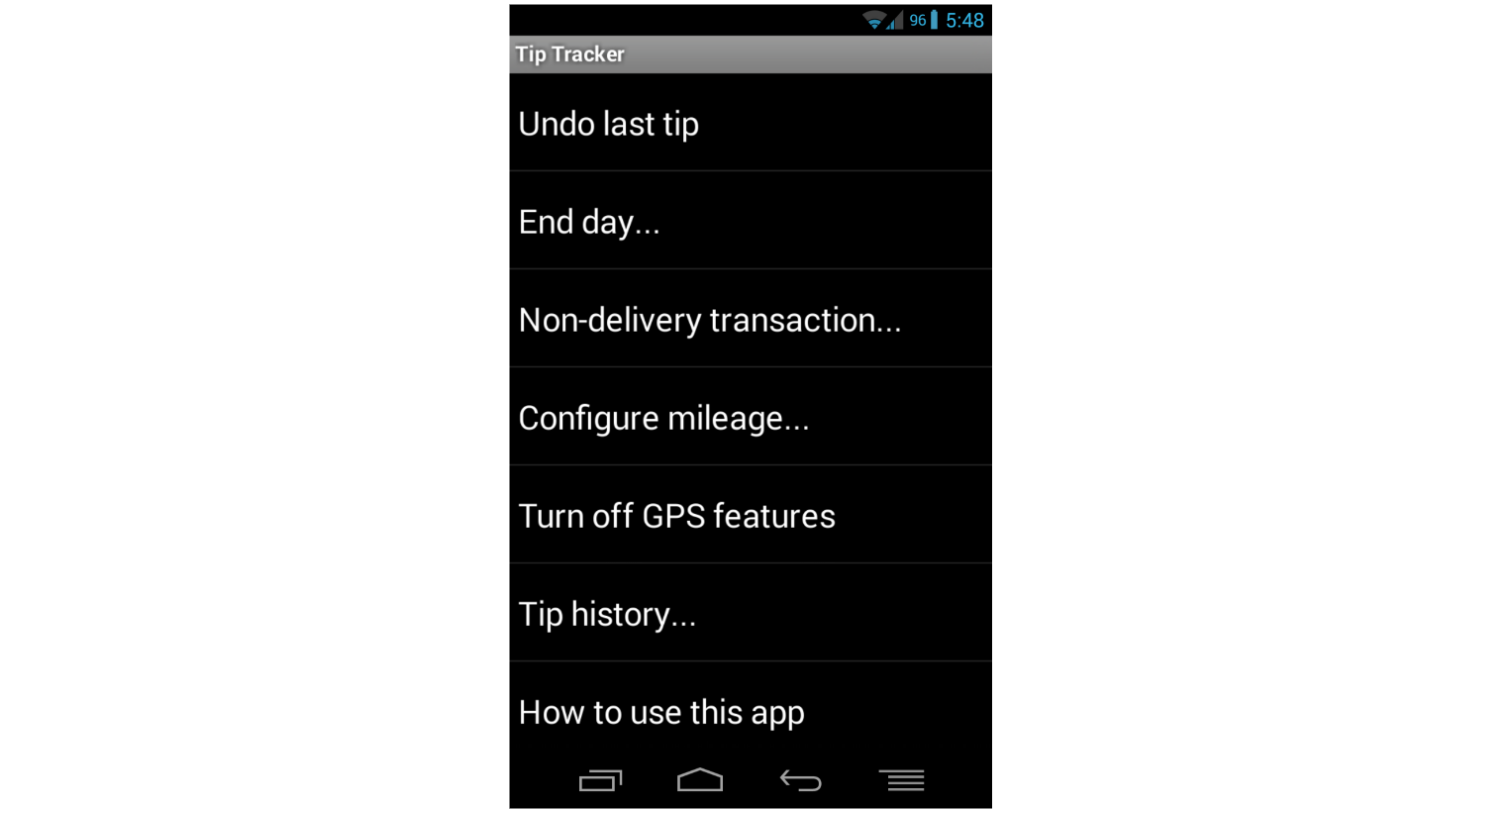 96 5:48
Tip Tracker
Undo last tip
End day...
Non-delivery transaction...
Configure mileage...
Turn off GPS features
Tip history...
How to use this app